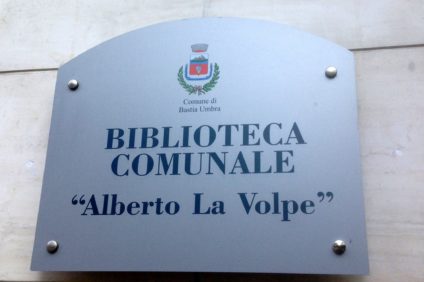 Comune di
Bastia Umbra
BIBLIOTECA
COMUNALE
“Alberto La Volpe”